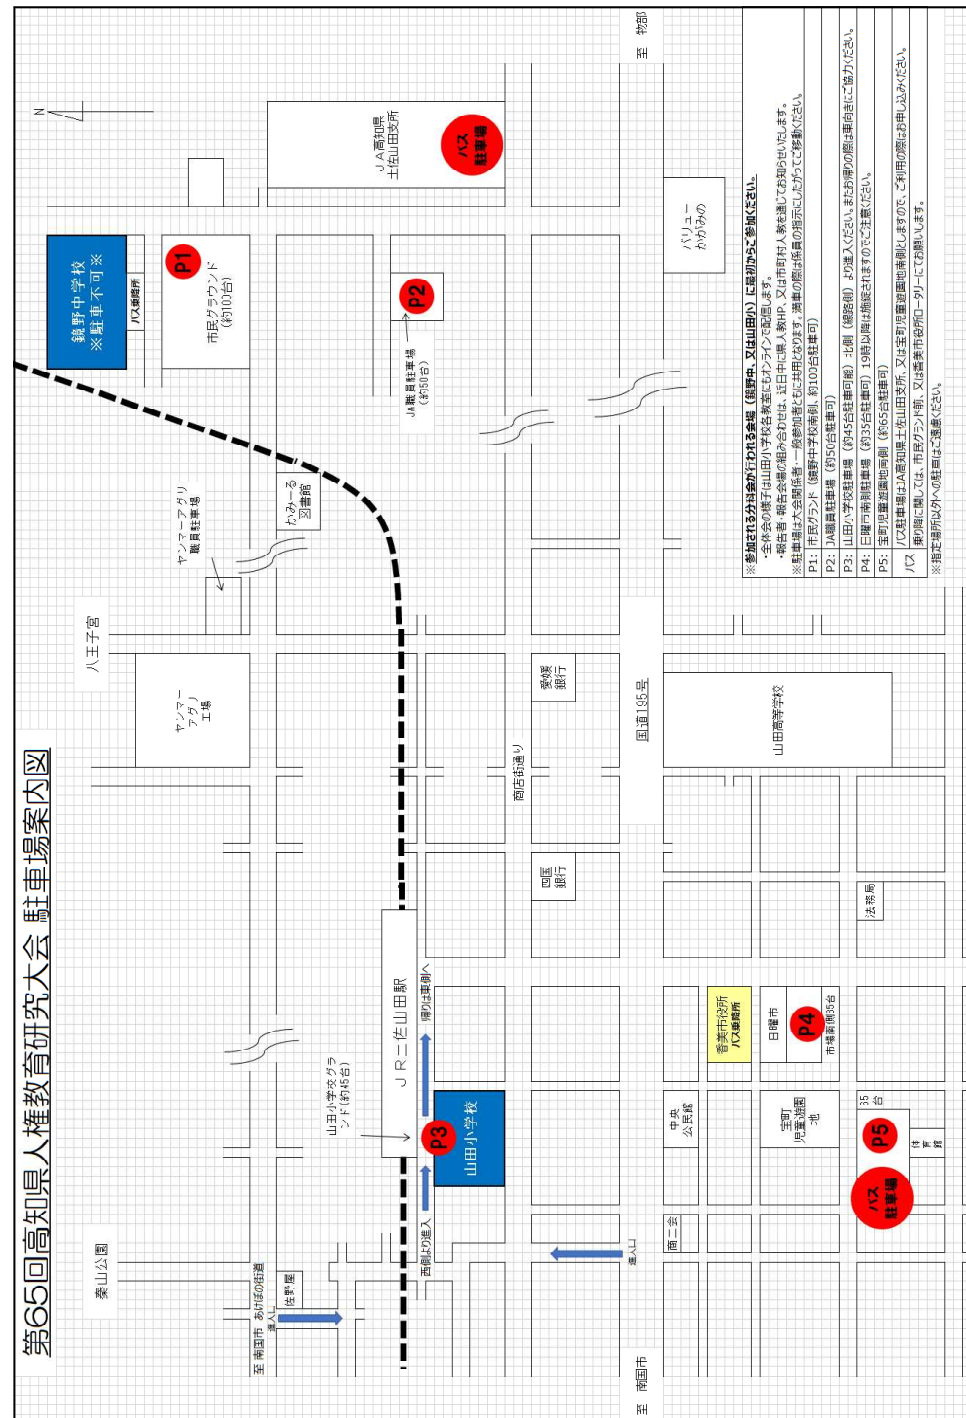 第65回高知県人権教育研究大会 駐車場案内図
秦山公園
八王子宮
N
鏡野中学校
※駐車不可※
バス乗降所
P1
市民グラウンド
(約100台)
JA高知県
土佐山田支所
バス
駐車場
P2
JA職員駐車場
(約50台)
ヤンマーアグリ
職員駐車場
かみーる
図書館
ヤンマー
アグリ
工場
至 南国市 あけぼの街道
進入口
佐野屋
山田小学校グラ
ンド(約45台)
JR土佐山田駅
西側より進入
P3
帰りは東側へ
山田小学校
商店街通り
四国
銀行
愛媛
銀行
至 物部
バリュー
かがみの
国道195号
至 南国市
進入口
商工会
中央
公民館
香美市役所
バス乗降所
山田高等学校
宝町
児童遊園
地
日曜市
P4
市場南側35台
法務局
バス
駐車場
P5
35
台
体
育
館
※参加される分科会が行われる会場（鏡野中、又は山田小）に最初からご参加ください。
・全体会の様子は山田小学校各教室にもオンラインで配信します。
・報告者・報告会場の組み合わせは、近日中に県人教HP、又は市町村人教を通じてお知らせいたします。
※駐車場は大会関係者・一般参加者ともに共用となります。満車の際は係員の指示にしたがってご移動ください。
P1: 市民グランド（鏡野中学校南側、約100台駐車可）
P2: JA職員駐車場（約50台駐車可）
P3: 山田小学校駐車場（約45台駐車可能）北側（線路側）より進入ください。またお帰りの際は東向きにご協力ください。
P4: 日曜市南側駐車場（約35台駐車可）19時以降は施錠されますのでご注意ください。
P5: 宝町児童遊園地南側（約65台駐車可）
バス バス駐車場はJA高知県土佐山田支所、又は宝町児童遊園地南側としますので、ご利用の際はお申し込みください。
乗り降に関しては、市民グランド前、又は香美市役所ロータリーにてお願いします。
※指定場所以外への駐車はご遠慮ください。